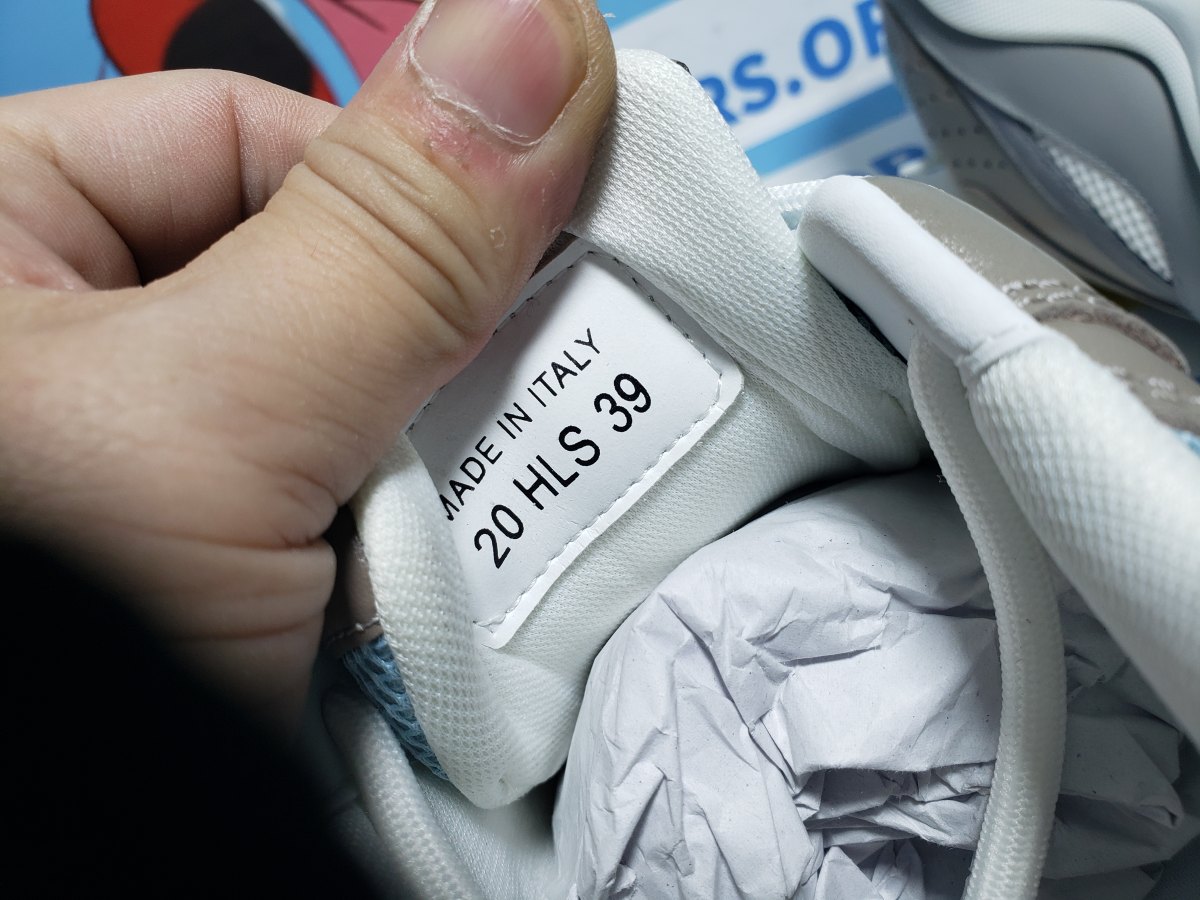 RS.OR
MADE IN ITALY
20 HLS 39